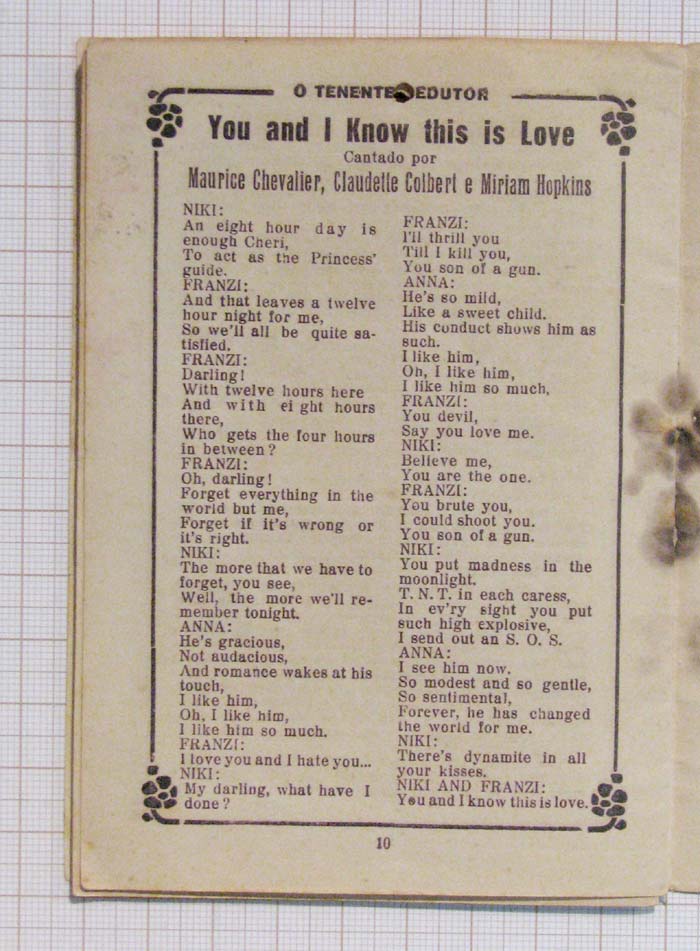 O TENENTE SEDUTOR
You and I Know this is Love
Cantado por
Maurice Chevalier, Claudette Colbert e Miriam Hopkins
NIKI:
An eight hour day is
enough Cheri,
To act as the Princess'
guide.
FRANZI:
And that leaves a twelve
hour night for me,
So we'll all be quite sa-
tisfied.
FRANZI:
Darling!
With twelve hours here
And with eight hours
there,
Who gets the four hours
in between?
FRANZI:
Oh, darling!
Forget everything in the
world but me,
Forget if it's wrong or
it's right.
NIKI:
The more that we have to
forget, you see,
Well, the more we'll re-
member tonight.
ANNA:
He's gracious,
Not audacious,
And romance wakes at his
touch,
I like him,
Oh, I like him,
I like him so much.
FRANZI:
I love you and I hate you...
NIKI:
My darling, what have I
done?
FRANZI:
I'll thrill you
Till I kill you,
You son of a gun.
ANNA:
He's so mild,
Like a sweet child.
His conduct shows him as
such.
I like him,
Oh, I like him,
I like him so much,
FRANZI:
You devil,
Say you love me.
NIKI:
Believe me,
You are the one.
FRANZI:
You brute you,
I could shoot you.
You son of a gun.
NIKI:
You put madness in the
moonlight.
T. N. T. in each caress,
In ev'ry sight you put
such high explosive,
I send out an S. O. S.
ANNA:
I see him now.
So modest and so gentle,
So sentimental,
Forever, he has changed
the world for me.
NIKI:
There's dynamite in all
your kisses.
NIKI AND FRANZI:
You and I know this is love.
10